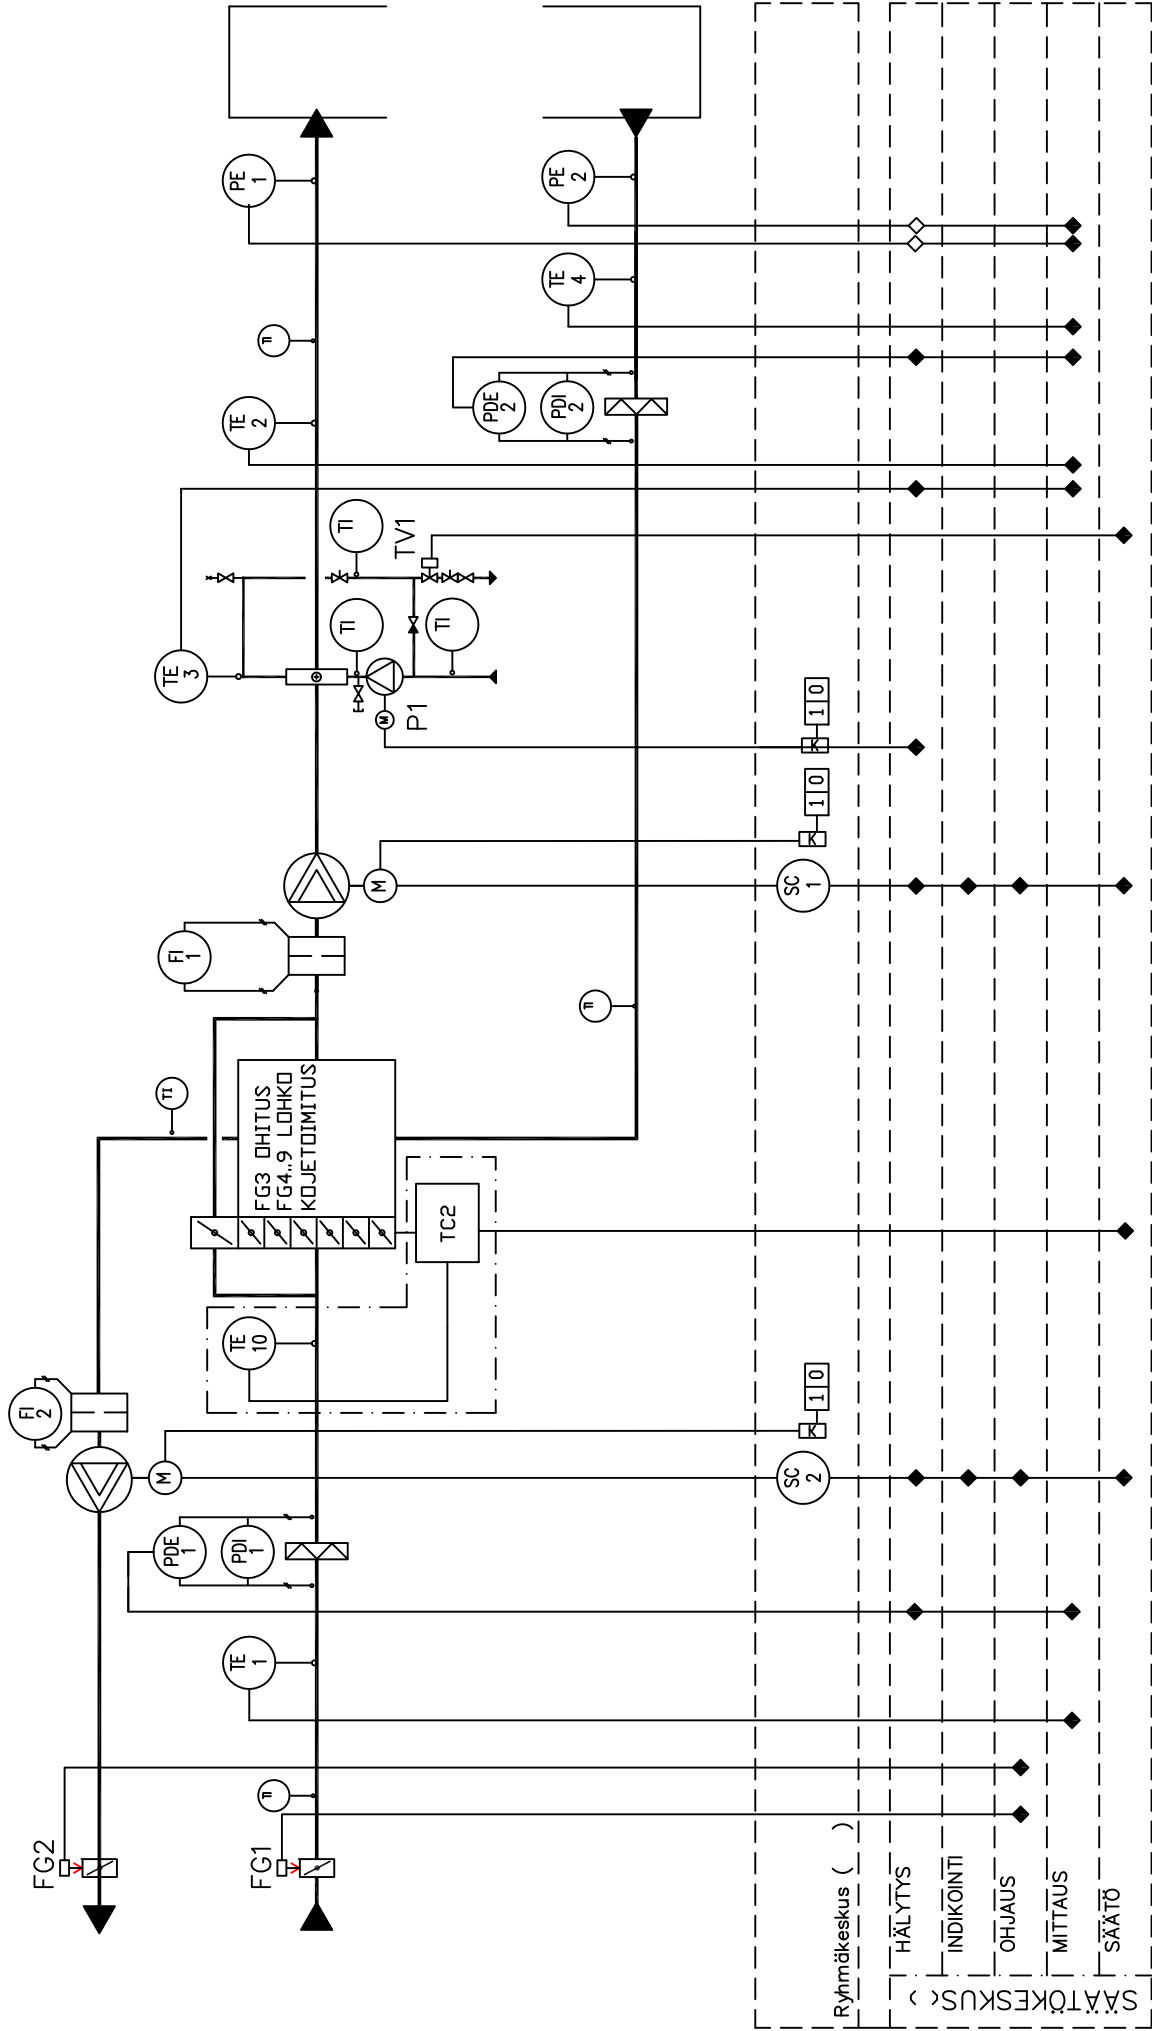 FI
2
FG2
M
TI
PDE
1
FI
1
TE
3
FG1
TI
TE
1
PDI
1
TE
10
FG3 OHITUS
FG4..9 LOHKO
KOJETOIMITUS
TE
2
TI
PE
1
M
M
TI
TI
P1
TV1
TC2
TI
PDE
2
PDI
2
TE
4
PE
2
TI
SC
2
K
1 0
SC
1
K
1 0
K
1 0
Ryhmäkeskus (   )
SÄÄTÖKESKUS( )
HÄLYTYS
INDIKOINTI
OHJAUS
MITTAUS
SÄÄTÖ